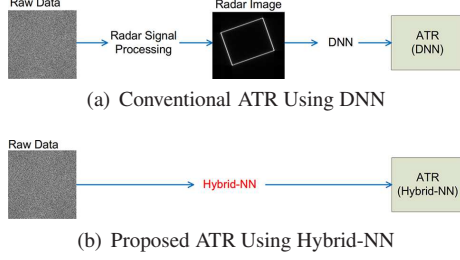 Raw Data
Radar Signal
Processing
Radar Image
DNN
ATR
(DNN)
(a) Conventional ATR Using DNN
Raw Data
Hybrid-NN
ATR
(Hybrid-NN)
(b) Proposed ATR Using Hybrid-NN